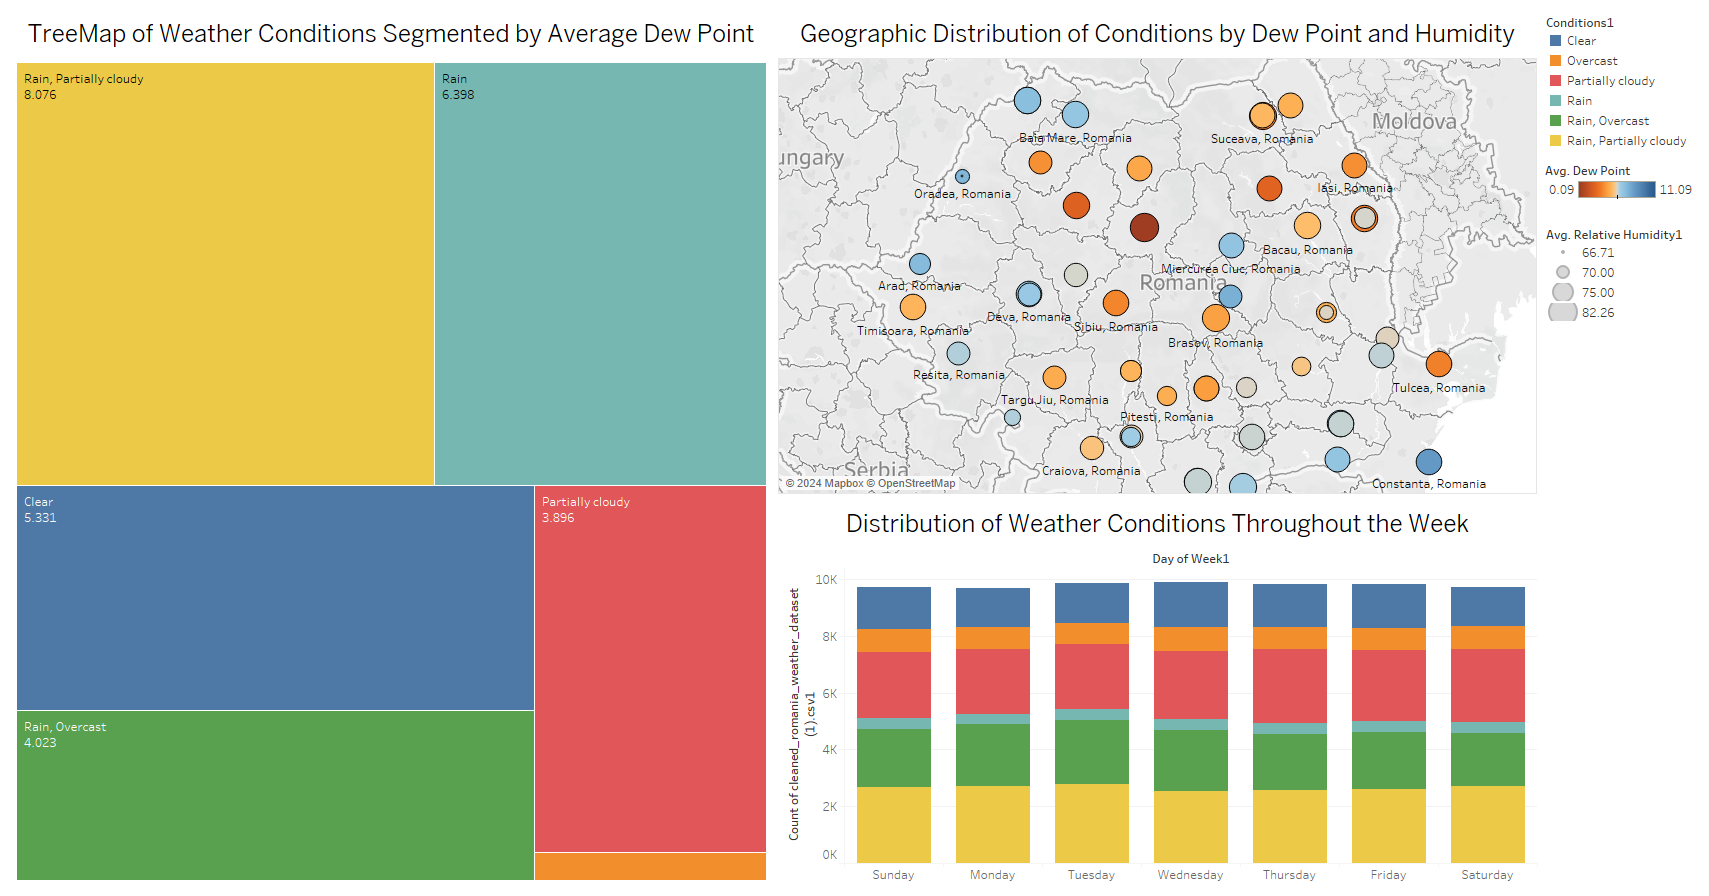 TreeMap of Weather Conditions Segmented by Average Dew Point
Rain, Partially cloudy
8.076
Rain
6.398
Clear
5.331
Partially cloudy
3.896
Rain, Overcast
4.023
Geographic Distribution of Conditions by Dew Point and Humidity
Moldova
ungary
Romania
Serbia
Baia Mare, Romania
Suceava, Romania
Oradea, Romania
Iasi, Romania
Bacau, Romania
Miercurea Ciuc, Romania
Arad, Romania
Deva, Romania
Timisoara, Romania
Sibiu, Romania
Brasov, Romania
Resita, Romania
Tulcea, Romania
Targu Jiu, Romania
Pitesti, Romania
Craiova, Romania
Constanta, Romania
© 2024 Mapbox © OpenStreetMap
Conditions1
Clear
Overcast
Partially cloudy
Rain
Rain, Overcast
Rain, Partially cloudy
Avg. Dew Point
0.09 11.09
Avg. Relative Humidity1
66.71
70.00
75.00
82.26
Distribution of Weather Conditions Throughout the Week
Day of Week1
Count of cleaned_romania_weather_dataset
(1).csv1
10K
8K
6K
4K
2K
0K
Sunday Monday Tuesday Wednesday Thursday Friday Saturday